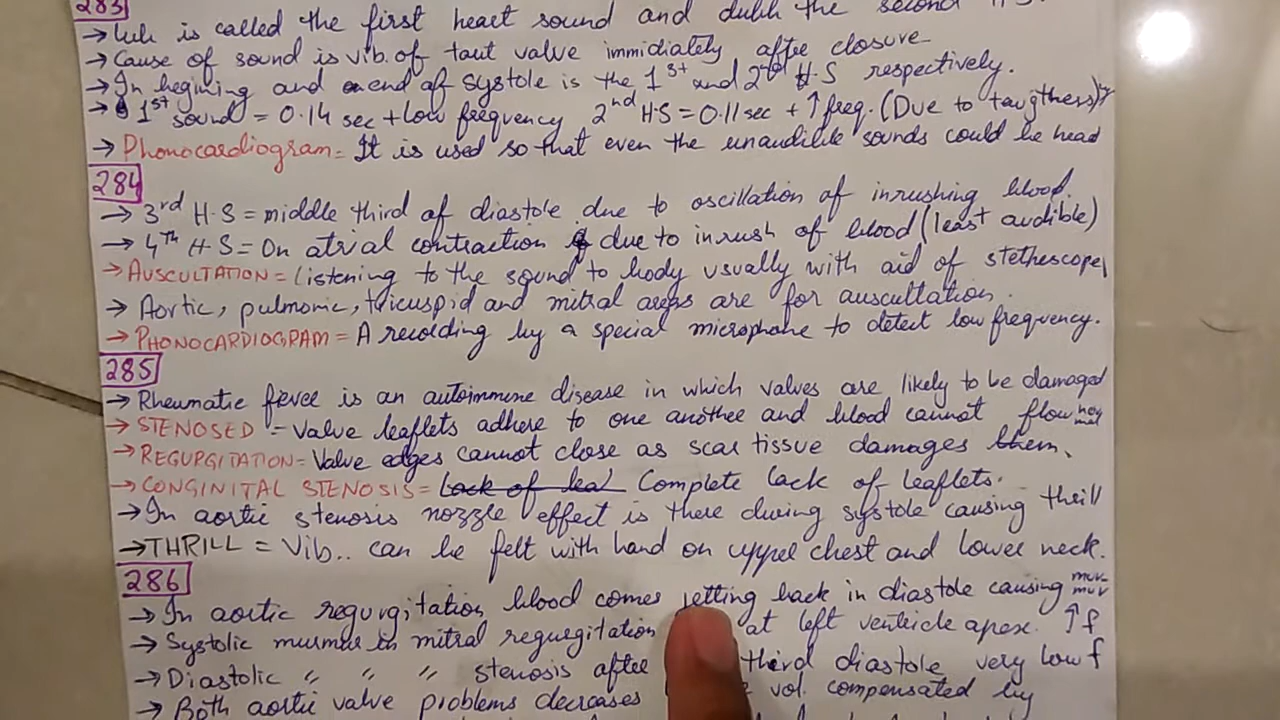 283
→ Lub is called the first heart sound and dubb the second H.S.
→ Cause of sound is vib. of taut valve immidiately after closure
→ In begining and end of systole is the 1st and 2nd H.S respectively.
→ 1st sound = 0.14 sec + low frequency 2nd H.S = 0.11 sec + ↑ freq. (Due to taugthness)
→ Phonocardiogram = It is used so that even the unaudible sounds could be head
284
→ 3rd H.S = middle third of diastole due to oscillation of inrushing blood.
→ 4th H S = On atrial contraction due to inrush of blood (least audible)
→ AUSCULTATION = Listening to the sound to body usually with aid of stethescope
→ Aortic, pulmonic, tricuspid and mitral areas are for auscultation.
→ PHONOCARDIOGRAM = A recolding by a special microphone to detect low frequency.
285
→ Rheumatic fever is an autoimmune disease in which valves are likely to be damaged
→ STENOSED = Valve leaflets adhere to one another and blood cannot flow nor mal
→ REGURGITATION = Valve edges cannot close as scar tissue damages them.
→ CONGINITAL STENOSIS = Lack of lea Complete lack of leaflets.
→ In aortic stenosis nozzle effect is there during systole causing thrill
→ THRILL = Vib.. can be felt with hand on upper chest and lower neck.
286
→ In aortic regurgitation blood comes jetting back in diastole causing mur mur
→ Systolic murmur in mitral regurgitation at left ventricle apex. ↑ f
→ Diastolic " " " stenosis after third diastole very low f
→ Both aortic valve problems decreases vol. compensated by